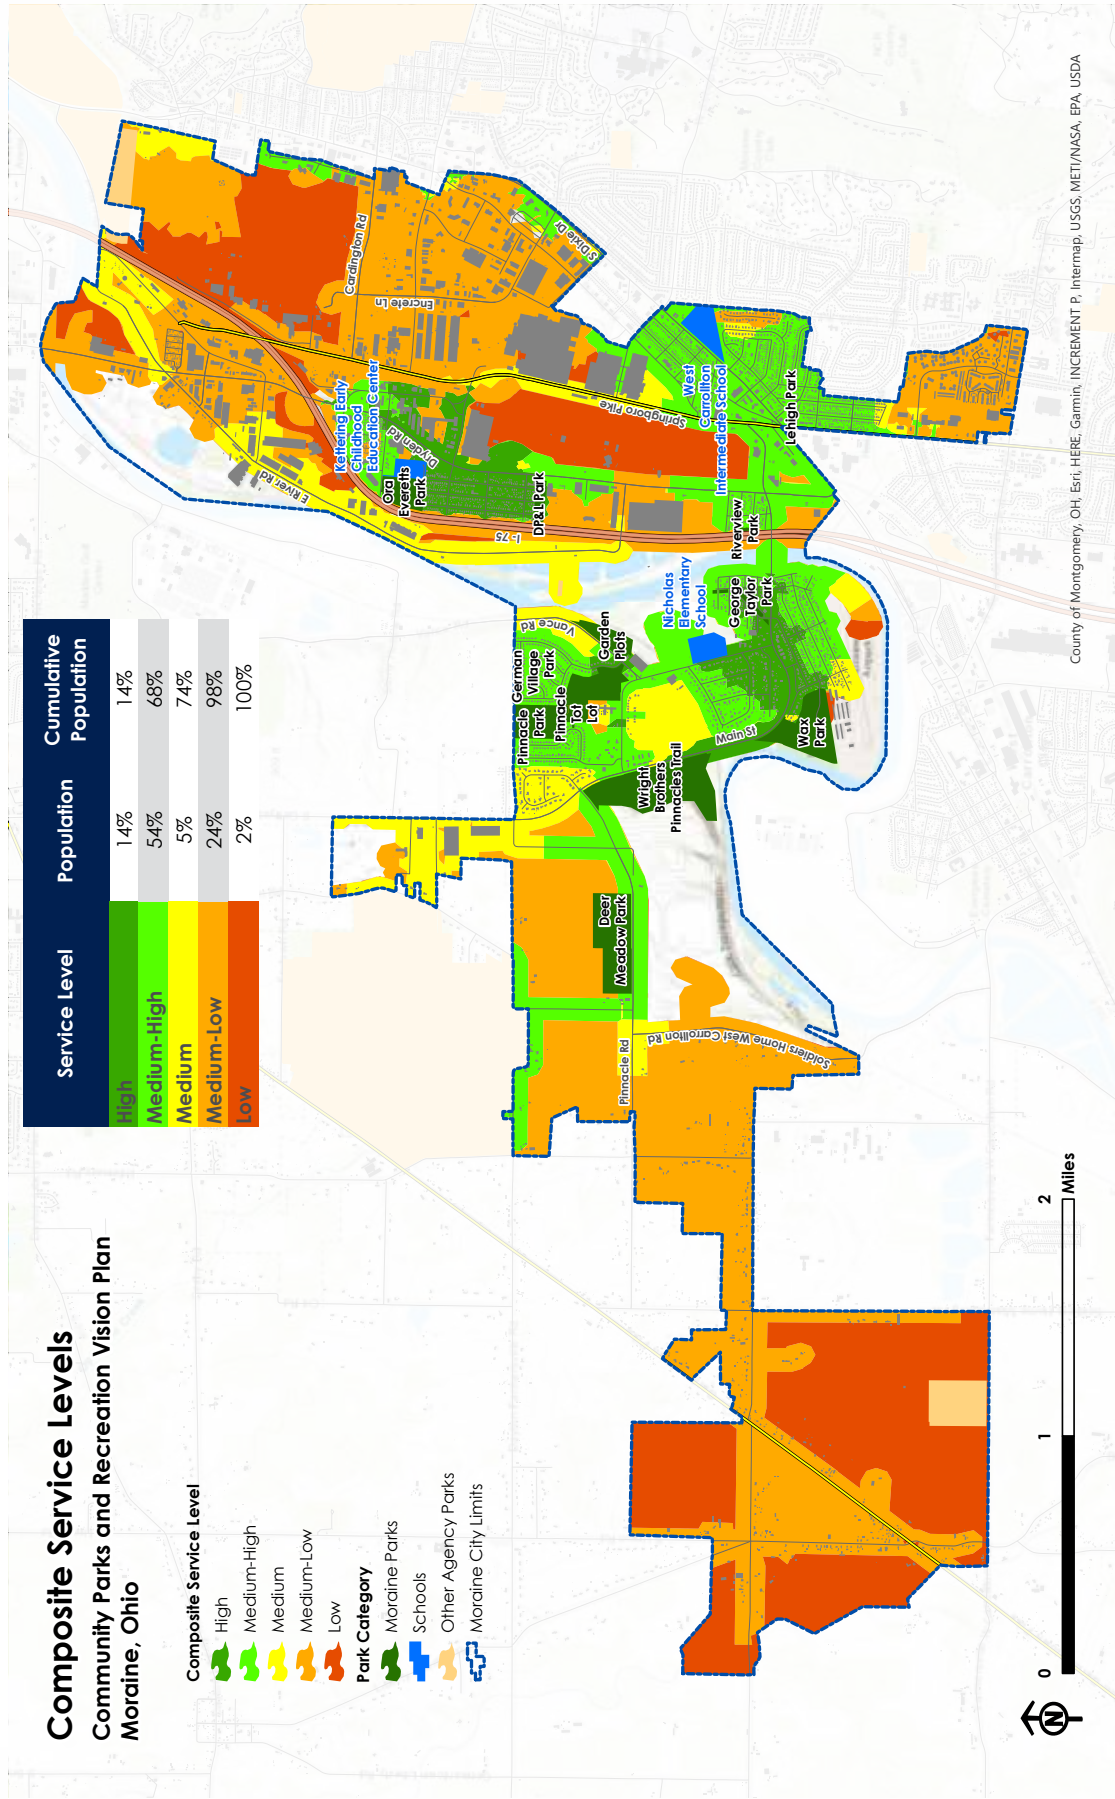 Composite Service Levels
Community Parks and Recreation Vision Plan
Moraine, Ohio
Composite Service Level
High
Medium-High
Medium
Medium-Low
Low
Park Category
Moraine Parks
Schools
Other Agency Parks
Moraine City Limits
Service Level Population Cumulative Population
High 14% 14%
Medium-High 54% 68%
Medium 5% 74%
Medium-Low 24% 98%
Low 2% 100%
Pinnacle Rd
Soldiers Home West Carrollton Rd
Deer
Meadow Park
Wright
Brothers
Pinnacles Trail
Main St
Wax
Park
Pinnacle
Park
Pinnacle
Tot
Lot
German
Village
Park
Vance Rd
Garden
Plots
Nicholas
Elementary
School
George
Taylor
Park
Riverview
Park
I- 75
DP&L Park
Ora
Everetts
Park
Dryden Rd
Kettering Early
Childhood
Education Center
E River Rd
Springboro Pike
West
Carrollition
Intermediate School
Lehigh Park
Cardington Rd
Encrete Ln
S Dixie Dr
N
0 1 2
Miles
County of Montgomery, OH, Esri, HERE, Garmin, INCREMENT P, Intermap, USGS, METI/NASA, EPA, USDA